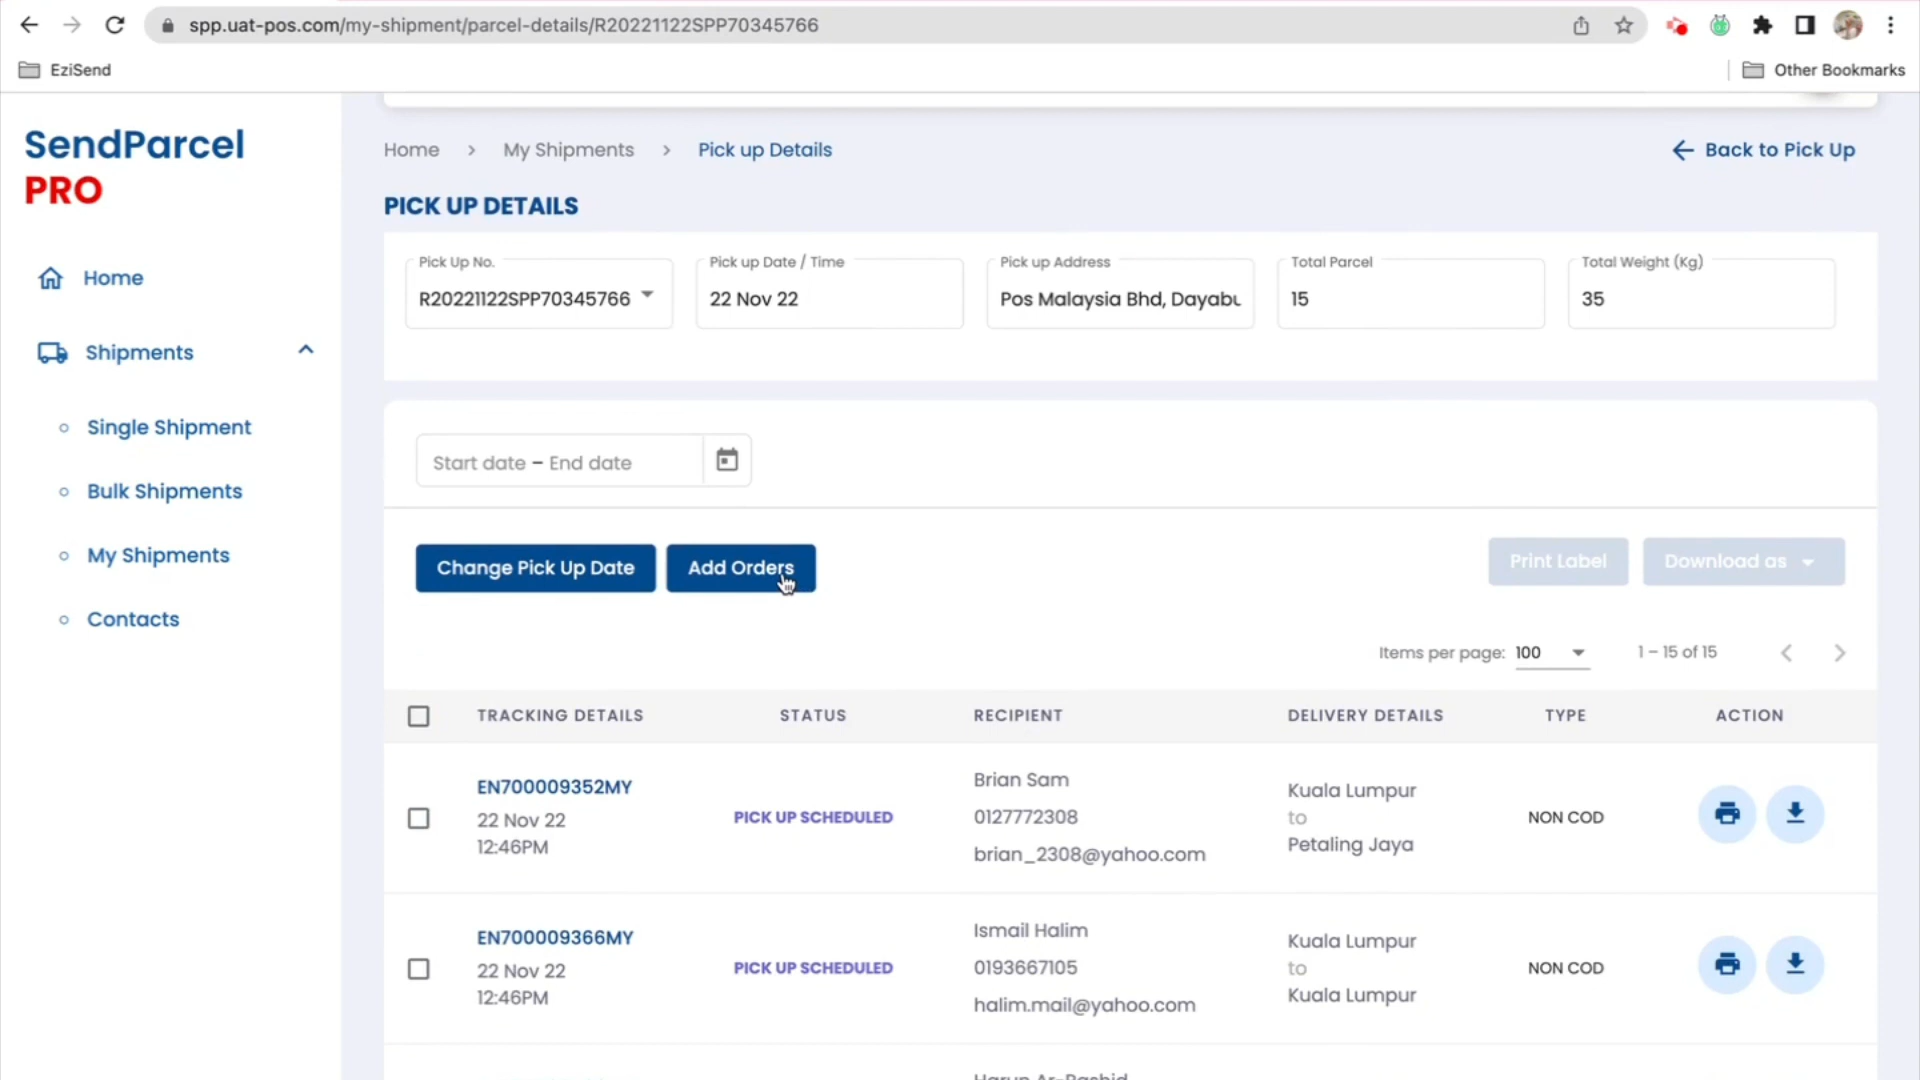 spp.uat-pos.com/my-shipment/parcel-details/R20221122SPP70345766
EziSend
Other Bookmarks
SendParcel
PRO
Home > My Shipments > Pick up Details
Back to Pick Up
PICK UP DETAILS
Pick Up No.
R20221122SPP70345766
Pick up Date / Time
22 Nov 22
Pick up Address
Pos Malaysia Bhd, Dayabu
Total Parcel
15
Total Weight (Kg)
35
Home
Shipments
Single Shipment
Bulk Shipments
My Shipments
Contacts
Start date – End date
Change Pick Up Date
Add Orders
Print Label
Download as
Items per page: 100
1 – 15 of 15
TRACKING DETAILS STATUS RECIPIENT DELIVERY DETAILS TYPE ACTION
EN700009352MY
22 Nov 22
12:46PM
PICK UP SCHEDULED
Brian Sam
0127772308
brian_2308@yahoo.com
Kuala Lumpur
to
Petaling Jaya
NON COD
EN700009366MY
22 Nov 22
12:46PM
PICK UP SCHEDULED
Ismail Halim
0193667105
halim.mail@yahoo.com
Kuala Lumpur
to
Kuala Lumpur
NON COD
Harun Ar-Rashid